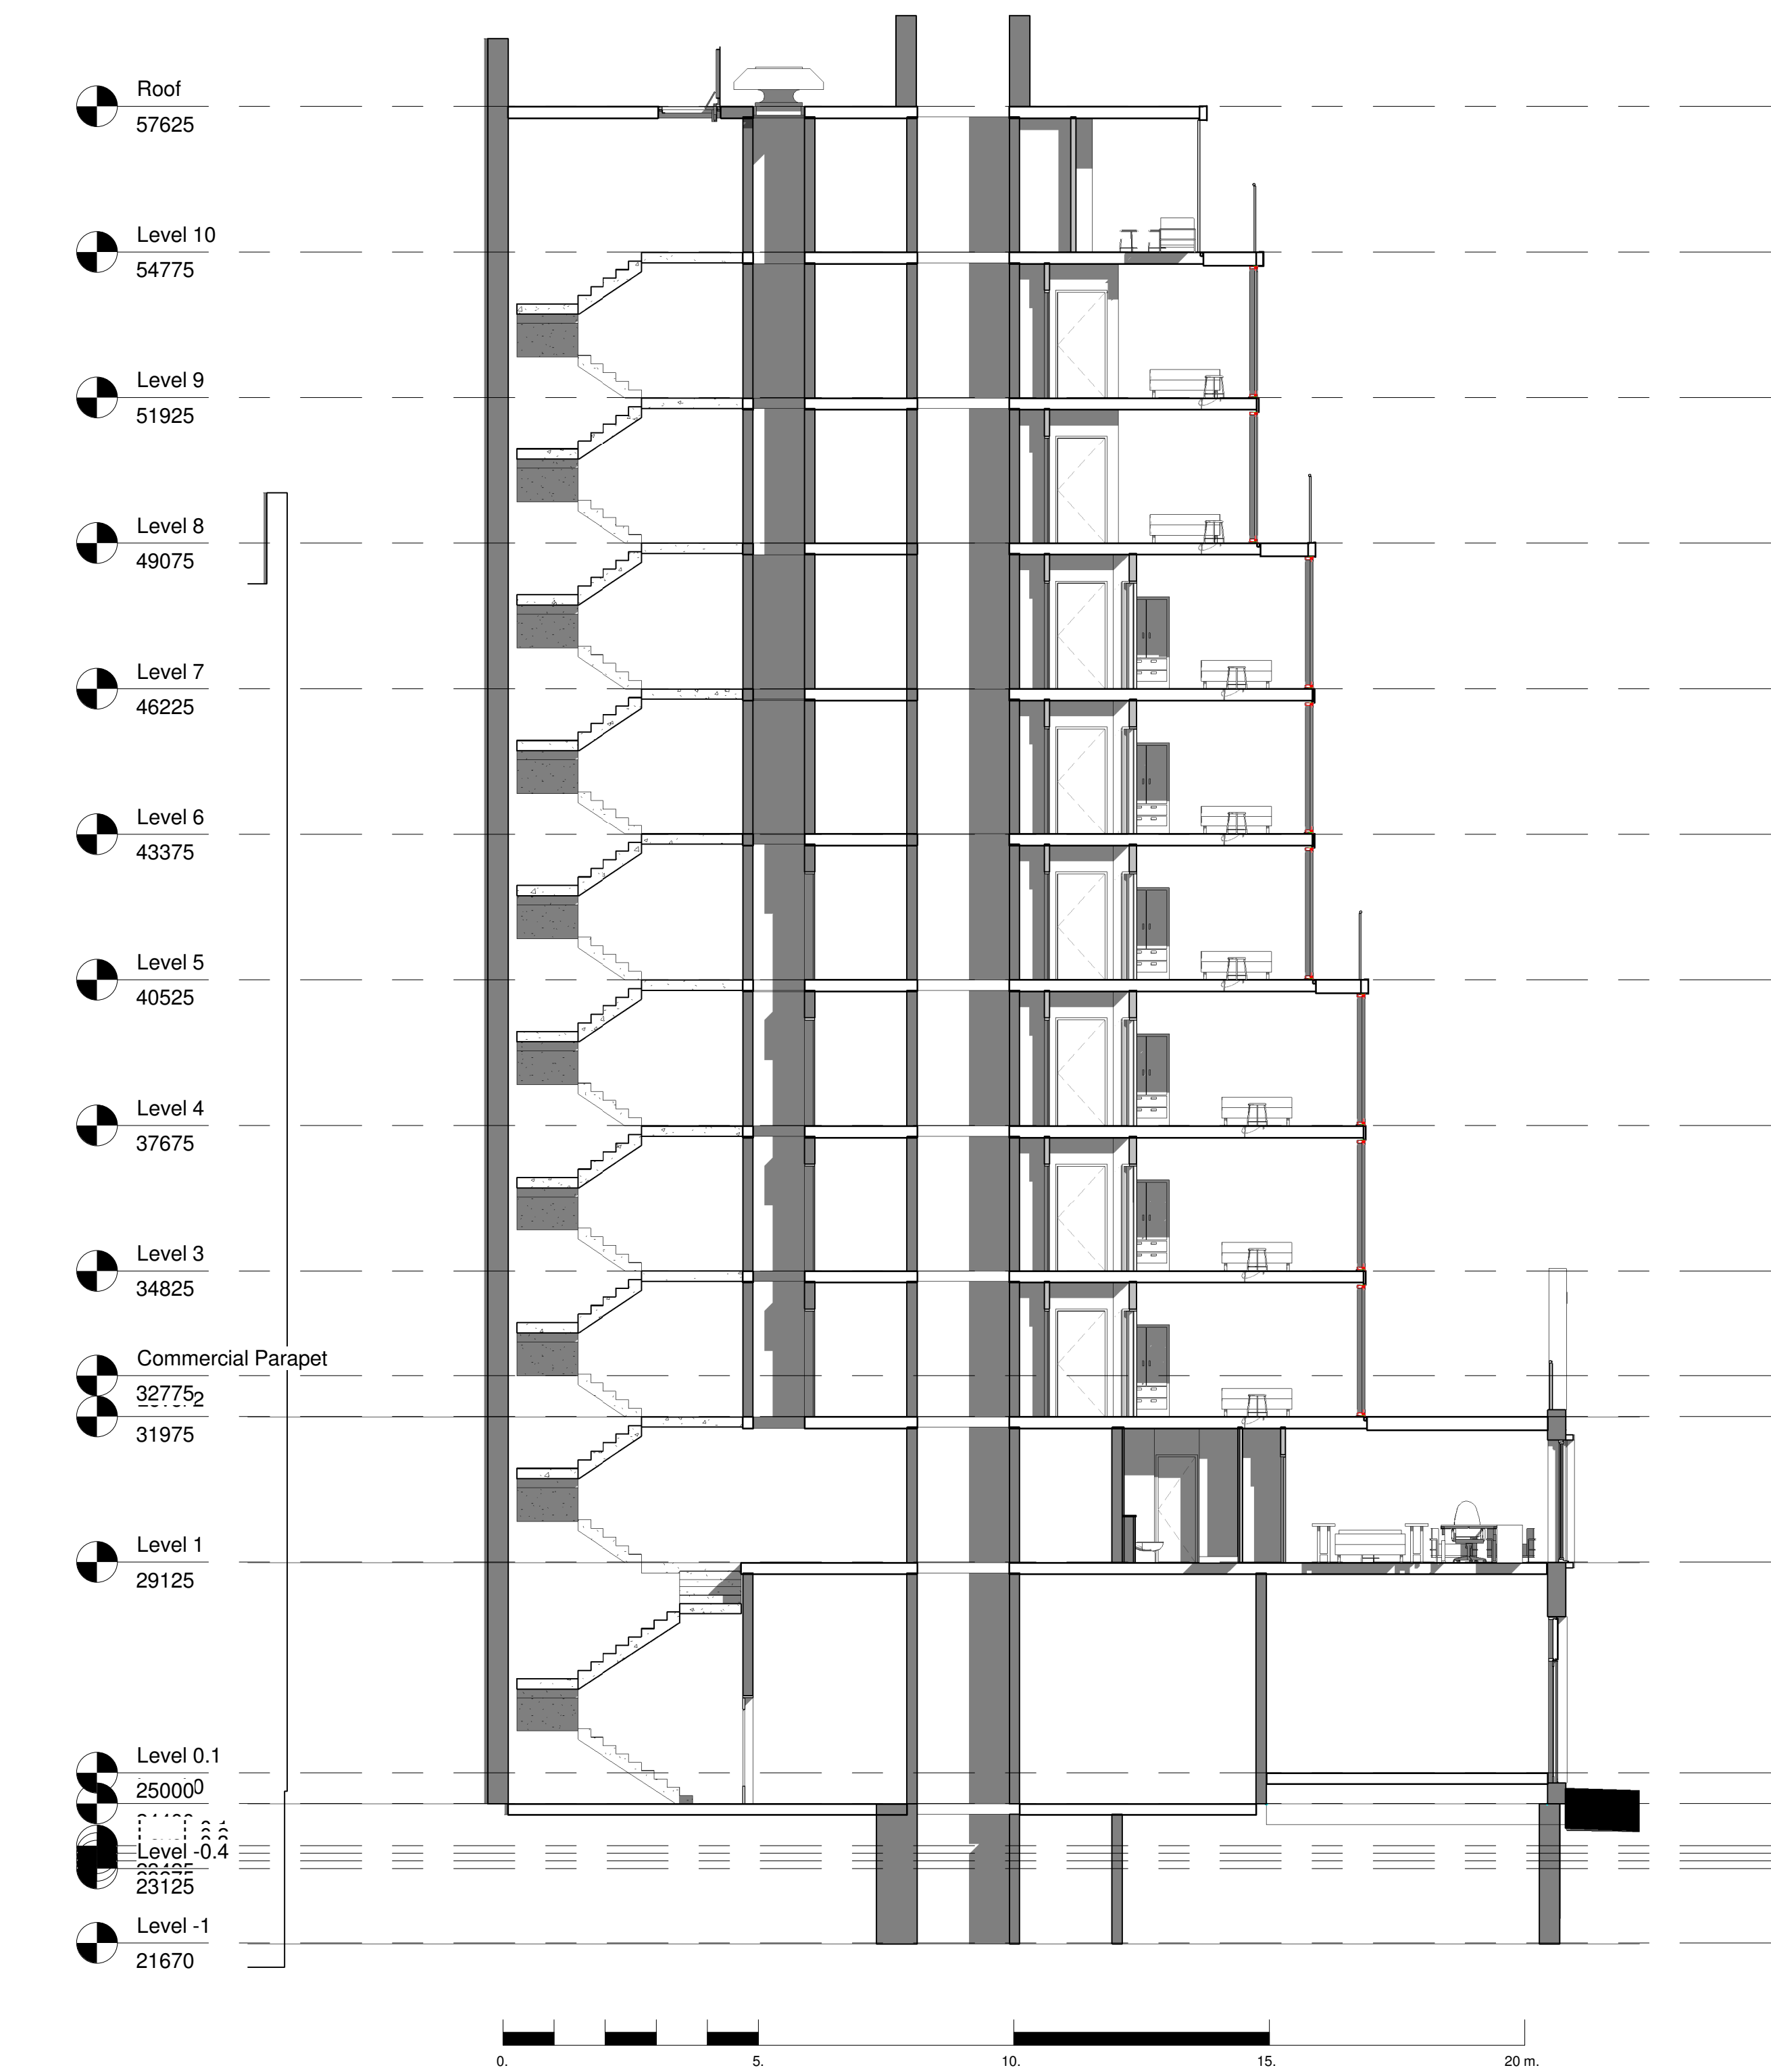 Roof
57625
Level 10
54775
Level 9
51925
Level 8
49075
Level 7
46225
Level 6
43375
Level 5
40525
Level 4
37675
Level 3
34825
Commercial Parapet
32775
31975
Level 1
29125
Level 0.1
25000
Level -0.4
23125
Level -1
21670
0. 5. 10. 15. 20 m.